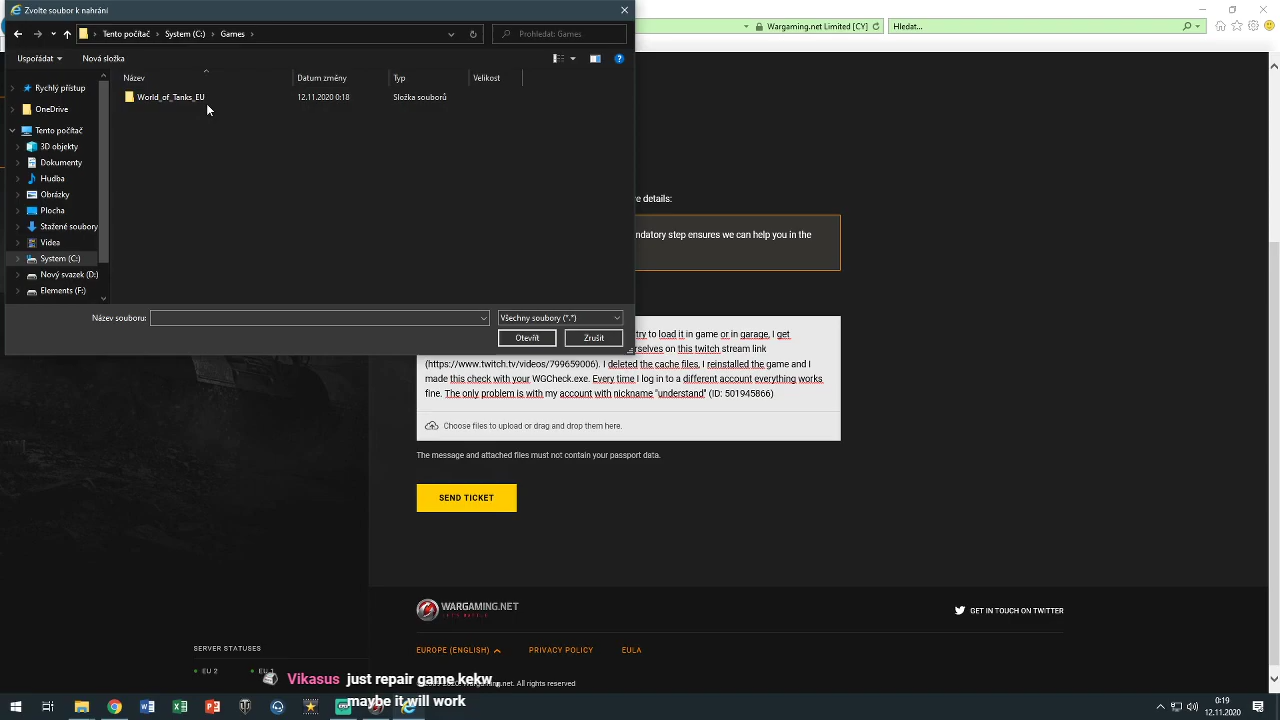 Zvolte soubor k nahrání
Tento počítač > System (C:) > Games >
Prohledat: Games
Wargaming.net Limited [CY]
Hledat...
Uspořádat
Nová složka
Název
Datum změny
Typ
Velikost
World_of_Tanks_EU
12.11.2020 0:18
Složka souborů
Rychlý přístup
OneDrive
Tento počítač
3D objekty
Dokumenty
Hudba
Obrázky
Plocha
Stažené soubory
Videa
System (C:)
Nový svazek (D:)
Elements (F:)
Název souboru:
Všechny soubory (*.*)
Otevřít
Zrušit
re details:
ndatory step ensures we can help you in the
try to load it in game or in garage, I get
rselves on this twitch stream link
(https://www.twitch.tv/videos/799659006). I deleted the cache files, I reinstalled the game and I
made this check with your WGCheck.exe. Every time I log in to a different account everything works
fine. The only problem is with my account with nickname "understand" (ID: 501945866)
Choose files to upload or drag and drop them here.
The message and attached files must not contain your passport data.
SEND TICKET
WARGAMING.NET
LET'S BATTLE
GET IN TOUCH ON TWITTER
SERVER STATUSES
EUROPE (ENGLISH)
PRIVACY POLICY
EULA
EU 2
EU 1
Wargaming.net. All rights reserved
Vikasus just repair game kekw,
maybe it will work
0:19
12.11.2020